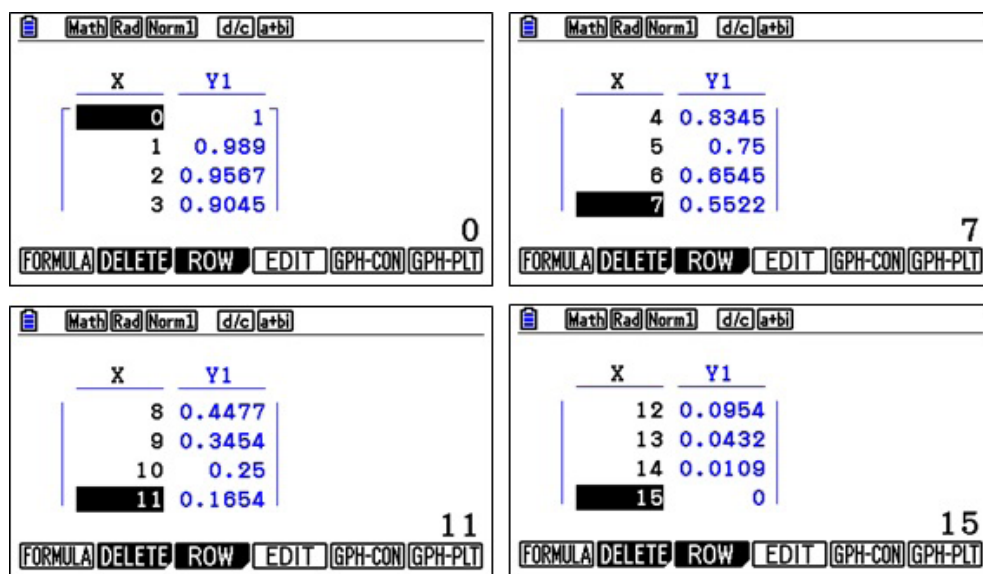 Math Rad Norm1 d/c a+bi
X Y1
0 1
1 0.989
2 0.9567
3 0.9045
0
FORMULA DELETE ROW EDIT GPH-CON GPH-PLT
Math Rad Norm1 d/c a+bi
X Y1
4 0.8345
5 0.75
6 0.6545
7 0.5522
7
FORMULA DELETE ROW EDIT GPH-CON GPH-PLT
Math Rad Norm1 d/c a+bi
X Y1
8 0.4477
9 0.3454
10 0.25
11 0.1654
11
FORMULA DELETE ROW EDIT GPH-CON GPH-PLT
Math Rad Norm1 d/c a+bi
X Y1
12 0.0954
13 0.0432
14 0.0109
15 0
15
FORMULA DELETE ROW EDIT GPH-CON GPH-PLT